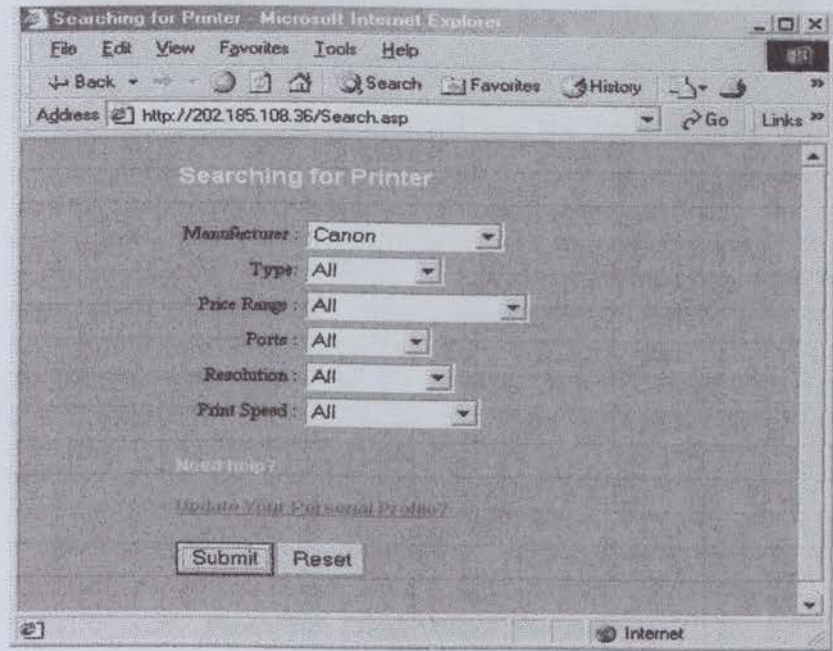 Searching for Printer - Microsoft Internet Explorer
File Edit View Favorites Tools Help
Back Search Favorites History
Address http://202.185.108.36/Search.asp Go Links
Searching for Printer
Manufacturer : Canon
Type: All
Price Range : All
Ports : All
Resolution : All
Print Speed : All
Need help?
Update Your Personal Profile?
Submit Reset
Internet